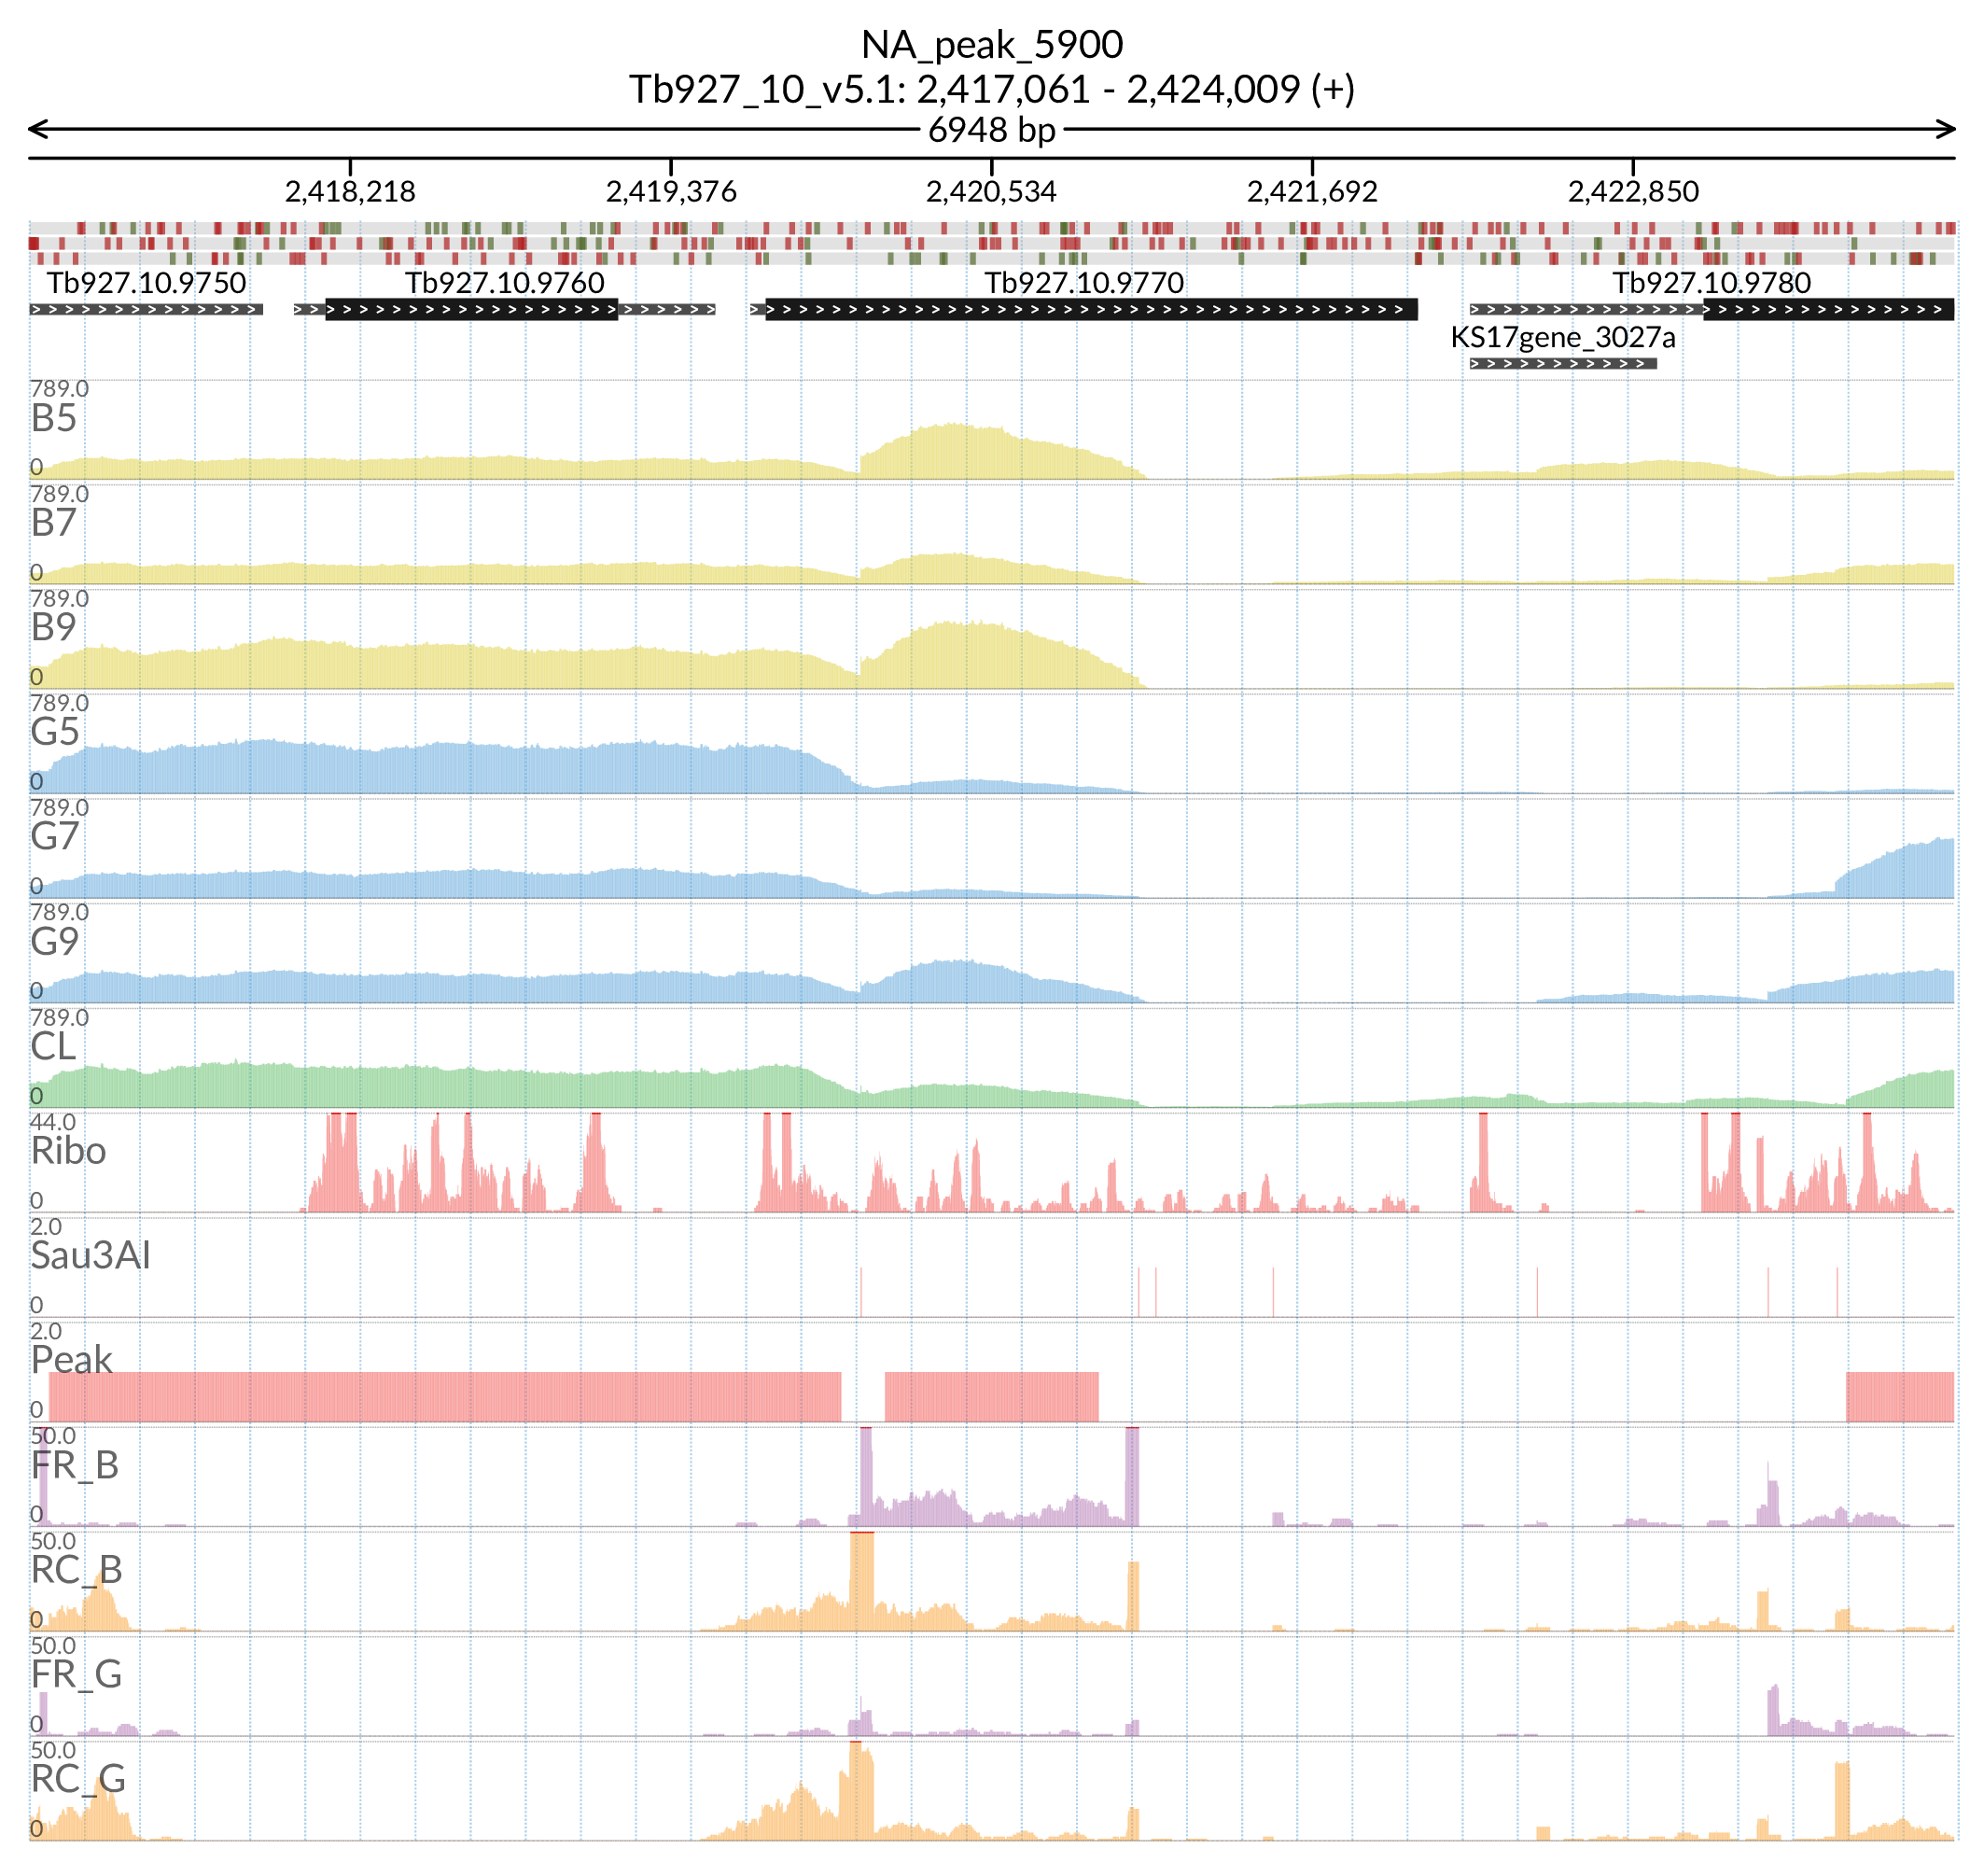 NA_peak_5900
Tb927_10_v5.1: 2,417,061 - 2,424,009 (+)
6948 bp
2,418,218 2,419,376 2,420,534 2,421,692 2,422,850
Tb927.10.9750 Tb927.10.9760 Tb927.10.9770 Tb927.10.9780
KS17gene_3027a
789.0
B5
0
789.0
B7
0
789.0
B9
0
789.0
G5
0
789.0
G7
0
789.0
G9
0
789.0
CL
0
44.0
Ribo
0
2.0
Sau3AI
0
2.0
Peak
0
50.0
FR_B
0
50.0
RC_B
0
50.0
FR_G
0
50.0
RC_G
0